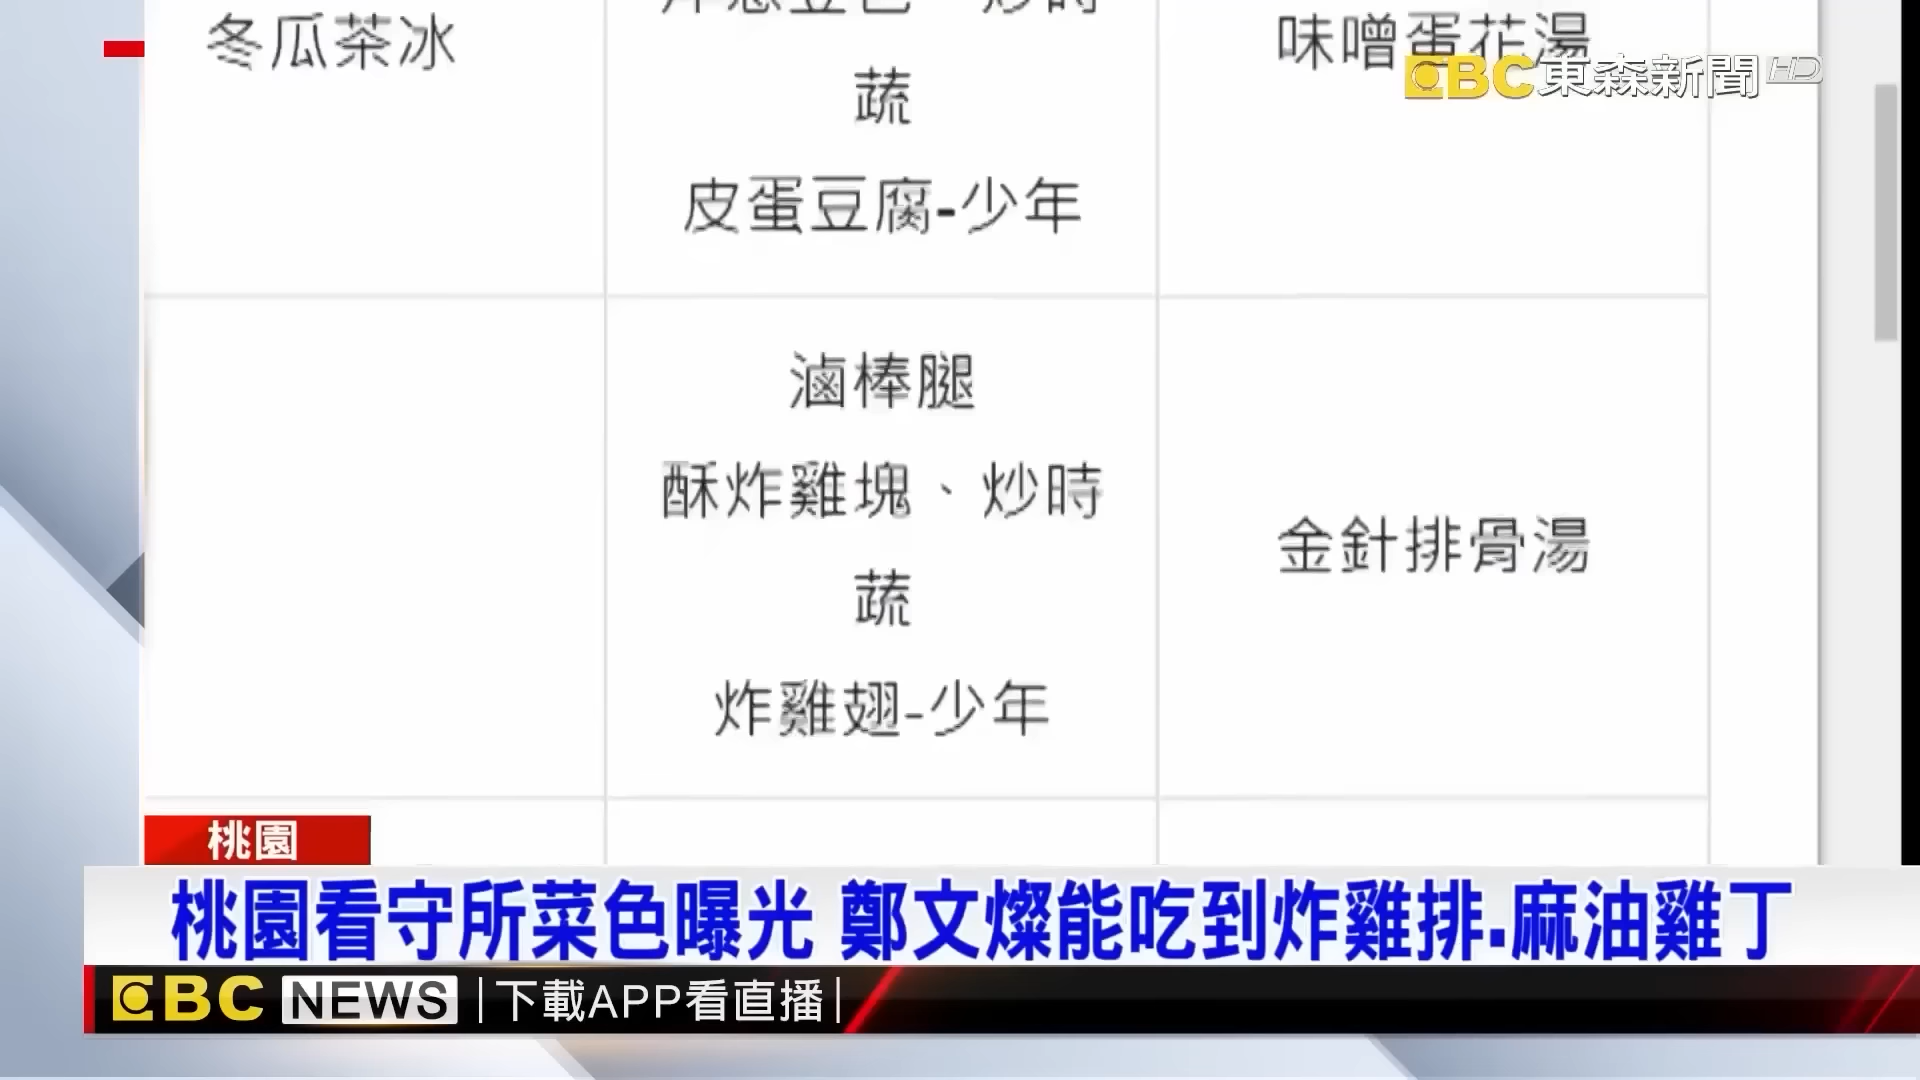 冬瓜茶冰
蔬
皮蛋豆腐-少年
味噌蛋花湯
EBC東森新聞HD
滷棒腿
酥炸雞塊、炒時
蔬
炸雞翅-少年
金針排骨湯
桃園
桃園看守所菜色曝光 鄭文燦能吃到炸雞排.麻油雞丁
EBC NEWS |下載APP看直播|